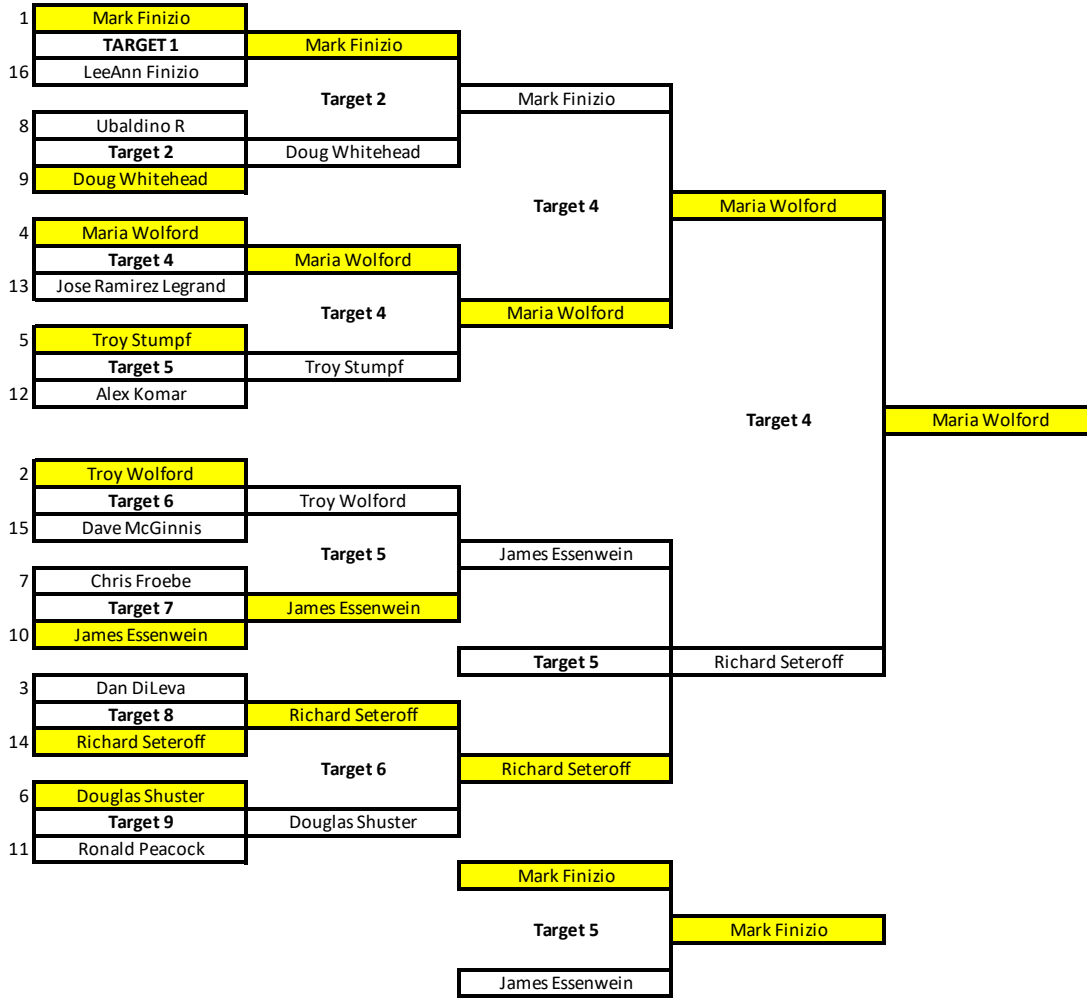 1 Mark Finizio
TARGET 1 Mark Finizio
16 LeeAnn Finizio
Target 2 Mark Finizio
8 Ubaldino R
Target 2 Doug Whitehead
9 Doug Whitehead
Target 4 Maria Wolford
4 Maria Wolford
Target 4 Maria Wolford
13 Jose Ramirez Legrand
Target 4 Maria Wolford
5 Troy Stumpf
Target 5 Troy Stumpf
12 Alex Komar
Target 4 Maria Wolford
2 Troy Wolford
Target 6 Troy Wolford
15 Dave McGinnis
Target 5 James Essenwein
7 Chris Froebe
Target 7 James Essenwein
10 James Essenwein
Target 5 Richard Seteroff
3 Dan DiLeva
Target 8 Richard Seteroff
14 Richard Seteroff
Target 6 Richard Seteroff
6 Douglas Shuster
Target 9 Douglas Shuster
11 Ronald Peacock
Mark Finizio
Target 5 Mark Finizio
James Essenwein